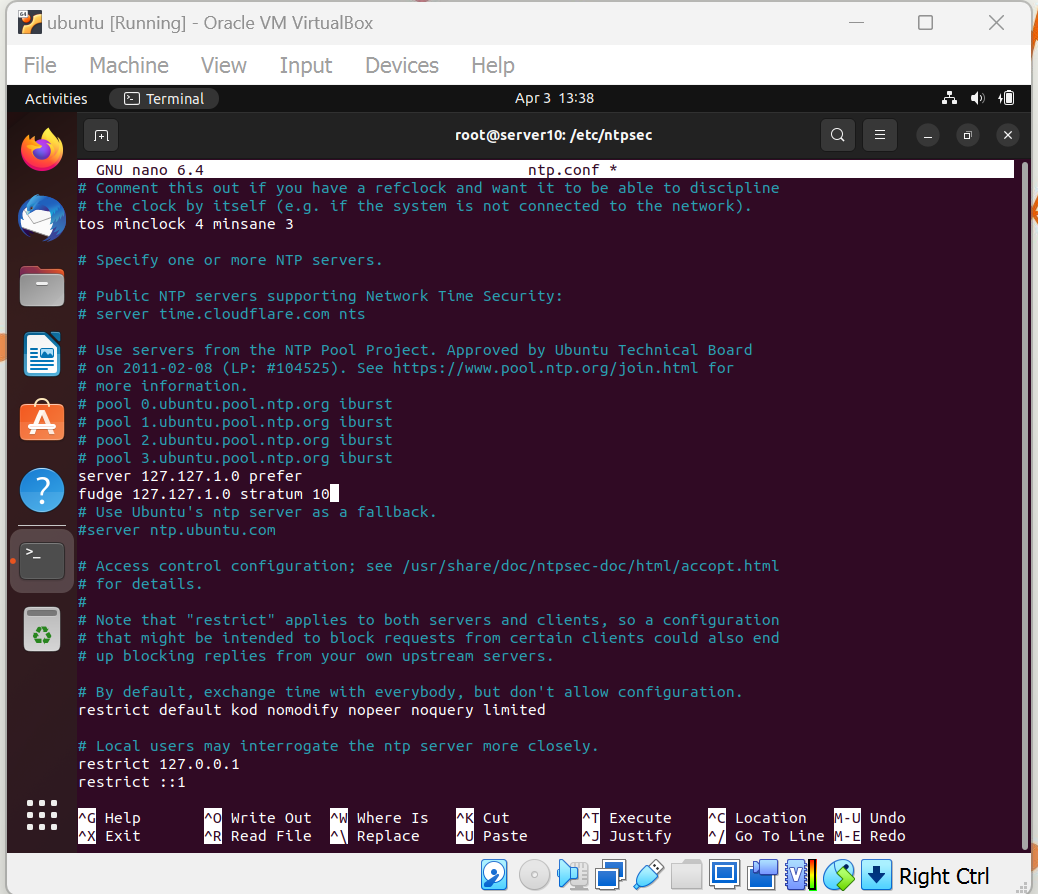 ubuntu [Running] - Oracle VM VirtualBox
File Machine View Input Devices Help
Activities Terminal Apr 3 13:38
root@server10: /etc/ntpsec
GNU nano 6.4 ntp.conf *
# Comment this out if you have a refclock and want it to be able to discipline
# the clock by itself (e.g. if the system is not connected to the network).
tos minclock 4 minsane 3
# Specify one or more NTP servers.
# Public NTP servers supporting Network Time Security:
# server time.cloudflare.com nts
# Use servers from the NTP Pool Project. Approved by Ubuntu Technical Board
# on 2011-02-08 (LP: #104525). See https://www.pool.ntp.org/join.html for
# more information.
# pool 0.ubuntu.pool.ntp.org iburst
# pool 1.ubuntu.pool.ntp.org iburst
# pool 2.ubuntu.pool.ntp.org iburst
# pool 3.ubuntu.pool.ntp.org iburst
server 127.127.1.0 prefer
fudge 127.127.1.0 stratum 10
# Use Ubuntu's ntp server as a fallback.
#server ntp.ubuntu.com
# Access control configuration; see /usr/share/doc/ntpsec-doc/html/accopt.html
# for details.
#
# Note that "restrict" applies to both servers and clients, so a configuration
# that might be intended to block requests from certain clients could also end
# up blocking replies from your own upstream servers.
# By default, exchange time with everybody, but don't allow configuration.
restrict default kod nomodify nopeer noquery limited
# Local users may interrogate the ntp server more closely.
restrict 127.0.0.1
restrict ::1
^G Help ^O Write Out ^W Where Is ^K Cut ^T Execute ^C Location M-U Undo
^X Exit ^R Read File ^\ Replace ^U Paste ^J Justify ^/ Go To Line M-E Redo
Right Ctrl